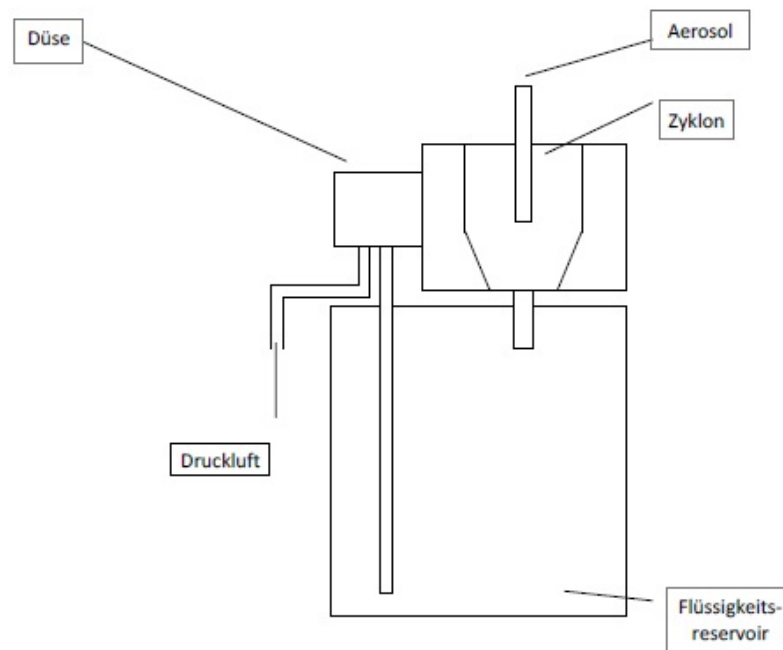 Düse
Aerosol
Zyklon
Druckluft
Flüssigkeits-
reservoir